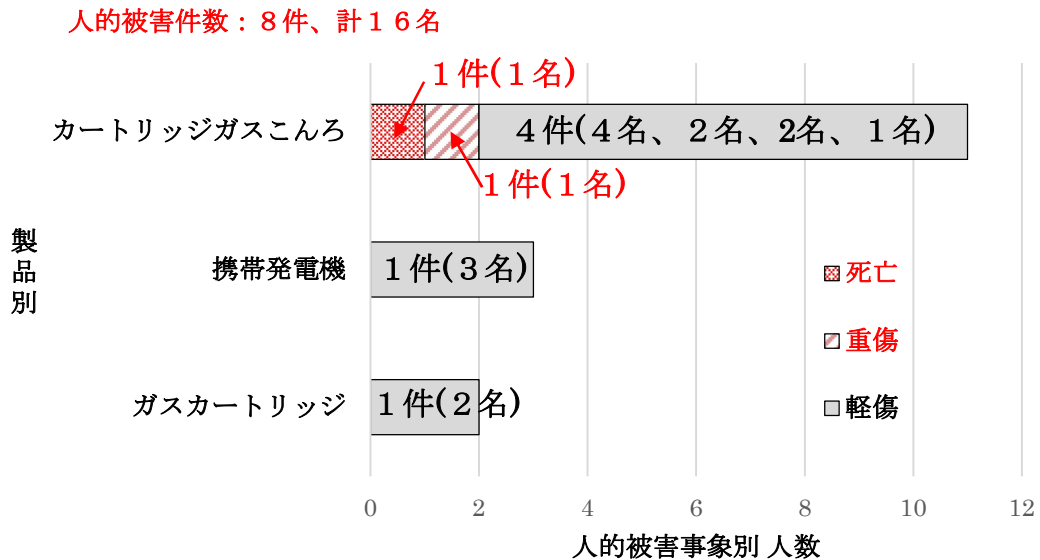 人的被害件数：８件、計１６名
１件(１名)
カートリッジガスこんろ
４件(４名、２名、2名、１名)
１件(１名)
製品別
携帯発電機
１件(３名)
死亡
重傷
ガスカートリッジ
１件(２名)
軽傷
0 2 4 6 8 10 12
人的被害事象別 人数